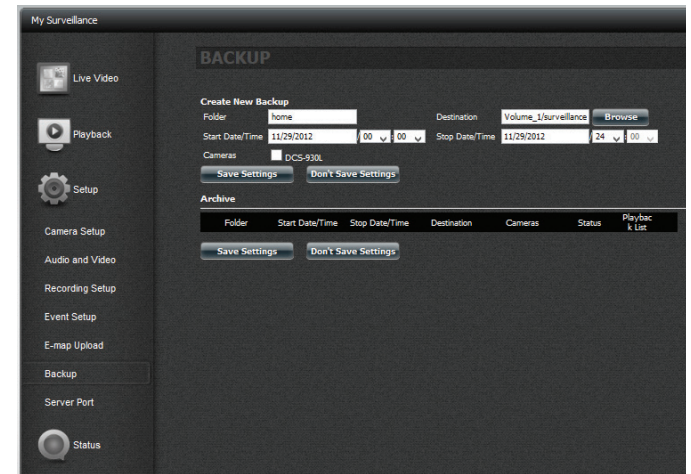 My Surveillance
Live Video
Playback
Setup
Camera Setup
Audio and Video
Recording Setup
Event Setup
E-map Upload
Backup
Server Port
Status
BACKUP
Create New Backup
Folder home Destination Volume_1/surveillance Browse
Start Date/Time 11/29/2012 / 00 : 00 Stop Date/Time 11/29/2012 / 24 : 00
Cameras DCS-930L
Save Settings Don't Save Settings
Archive
Folder Start Date/Time Stop Date/Time Destination Cameras Status Playbac
k List
Save Settings Don't Save Settings